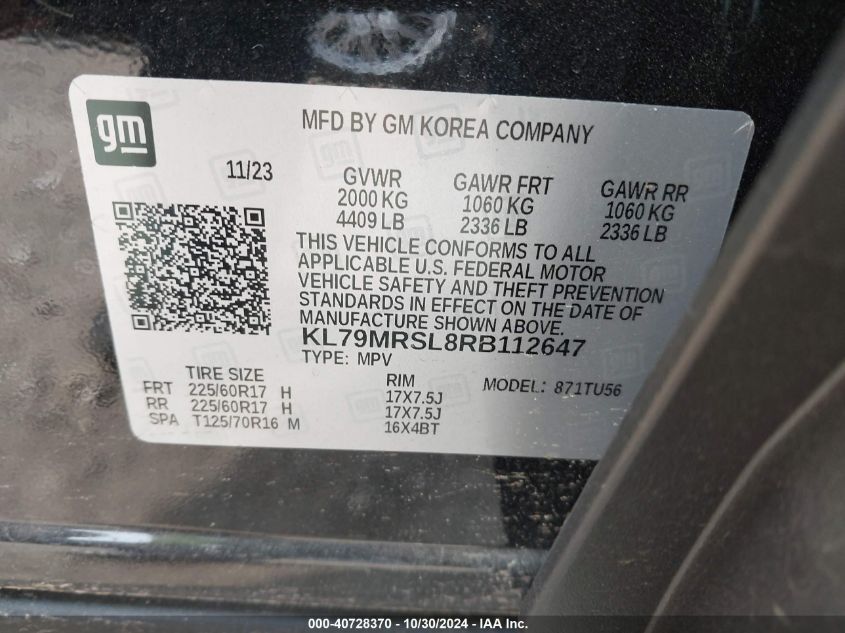 gm
MFD BY GM KOREA COMPANY
11/23
GVWR GAWR FRT GAWR RR
2000 KG 1060 KG 1060 KG
4409 LB 2336 LB 2336 LB
THIS VEHICLE CONFORMS TO ALL
APPLICABLE U.S. FEDERAL MOTOR
VEHICLE SAFETY AND THEFT PREVENTION
STANDARDS IN EFFECT ON THE DATE OF
MANUFACTURE SHOWN ABOVE.
KL79MRSL8RB112647
TYPE: MPV
TIRE SIZE RIM MODEL: 871TU56
FRT 225/60R17 H 17X7.5J
RR 225/60R17 H 17X7.5J
SPA T125/70R16 M 16X4BT
000-40728370 - 10/30/2024 - IAA Inc.